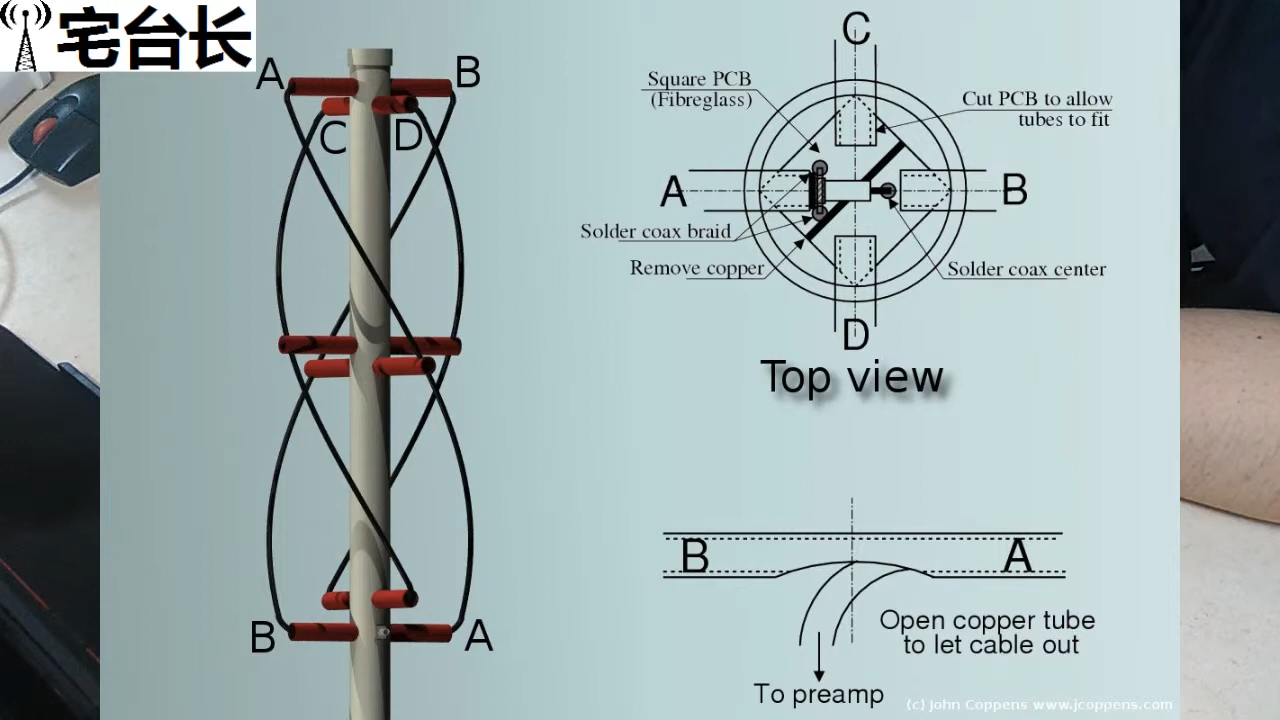 宅台长
A
B
C
D
B
A
C
Square PCB
(Fibreglass)
Cut PCB to allow
tubes to fit
A
B
Solder coax braid
Remove copper
Solder coax center
D
Top view
B
A
Open copper tube
to let cable out
To preamp
(c) John Coppens www.jcoppens.com